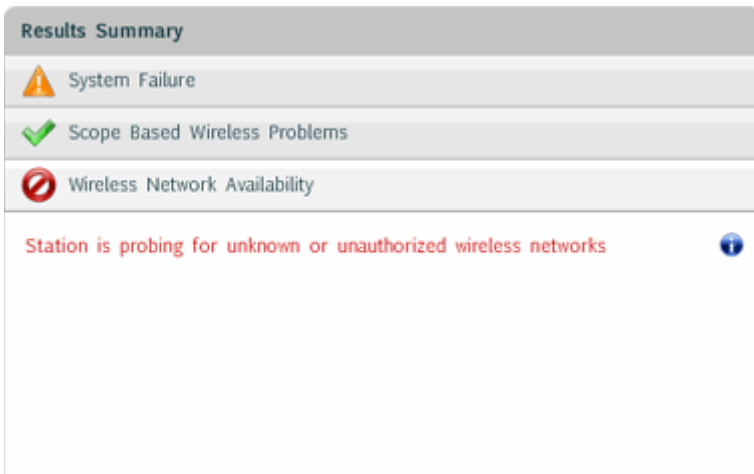 Results Summary
System Failure
Scope Based Wireless Problems
Wireless Network Availability
Station is probing for unknown or unauthorized wireless networks